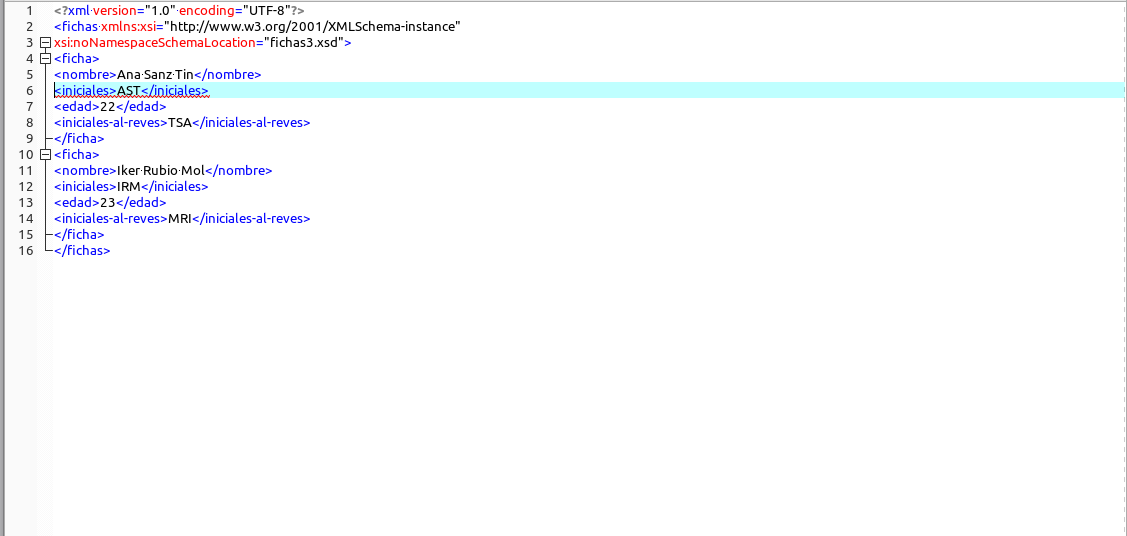 1 <?xml version="1.0" encoding="UTF-8"?>
2 <fichas xmlns:xsi="http://www.w3.org/2001/XMLSchema-instance"
3 xsi:noNamespaceSchemaLocation="fichas3.xsd">
4 <ficha>
5 <nombre>Ana Sanz Tin</nombre>
6 <iniciales>AST</iniciales>
7 <edad>22</edad>
8 <iniciales-al-reves>TSA</iniciales-al-reves>
9 </ficha>
10 <ficha>
11 <nombre>Iker Rubio Mol</nombre>
12 <iniciales>IRM</iniciales>
13 <edad>23</edad>
14 <iniciales-al-reves>MRI</iniciales-al-reves>
15 </ficha>
16 </fichas>